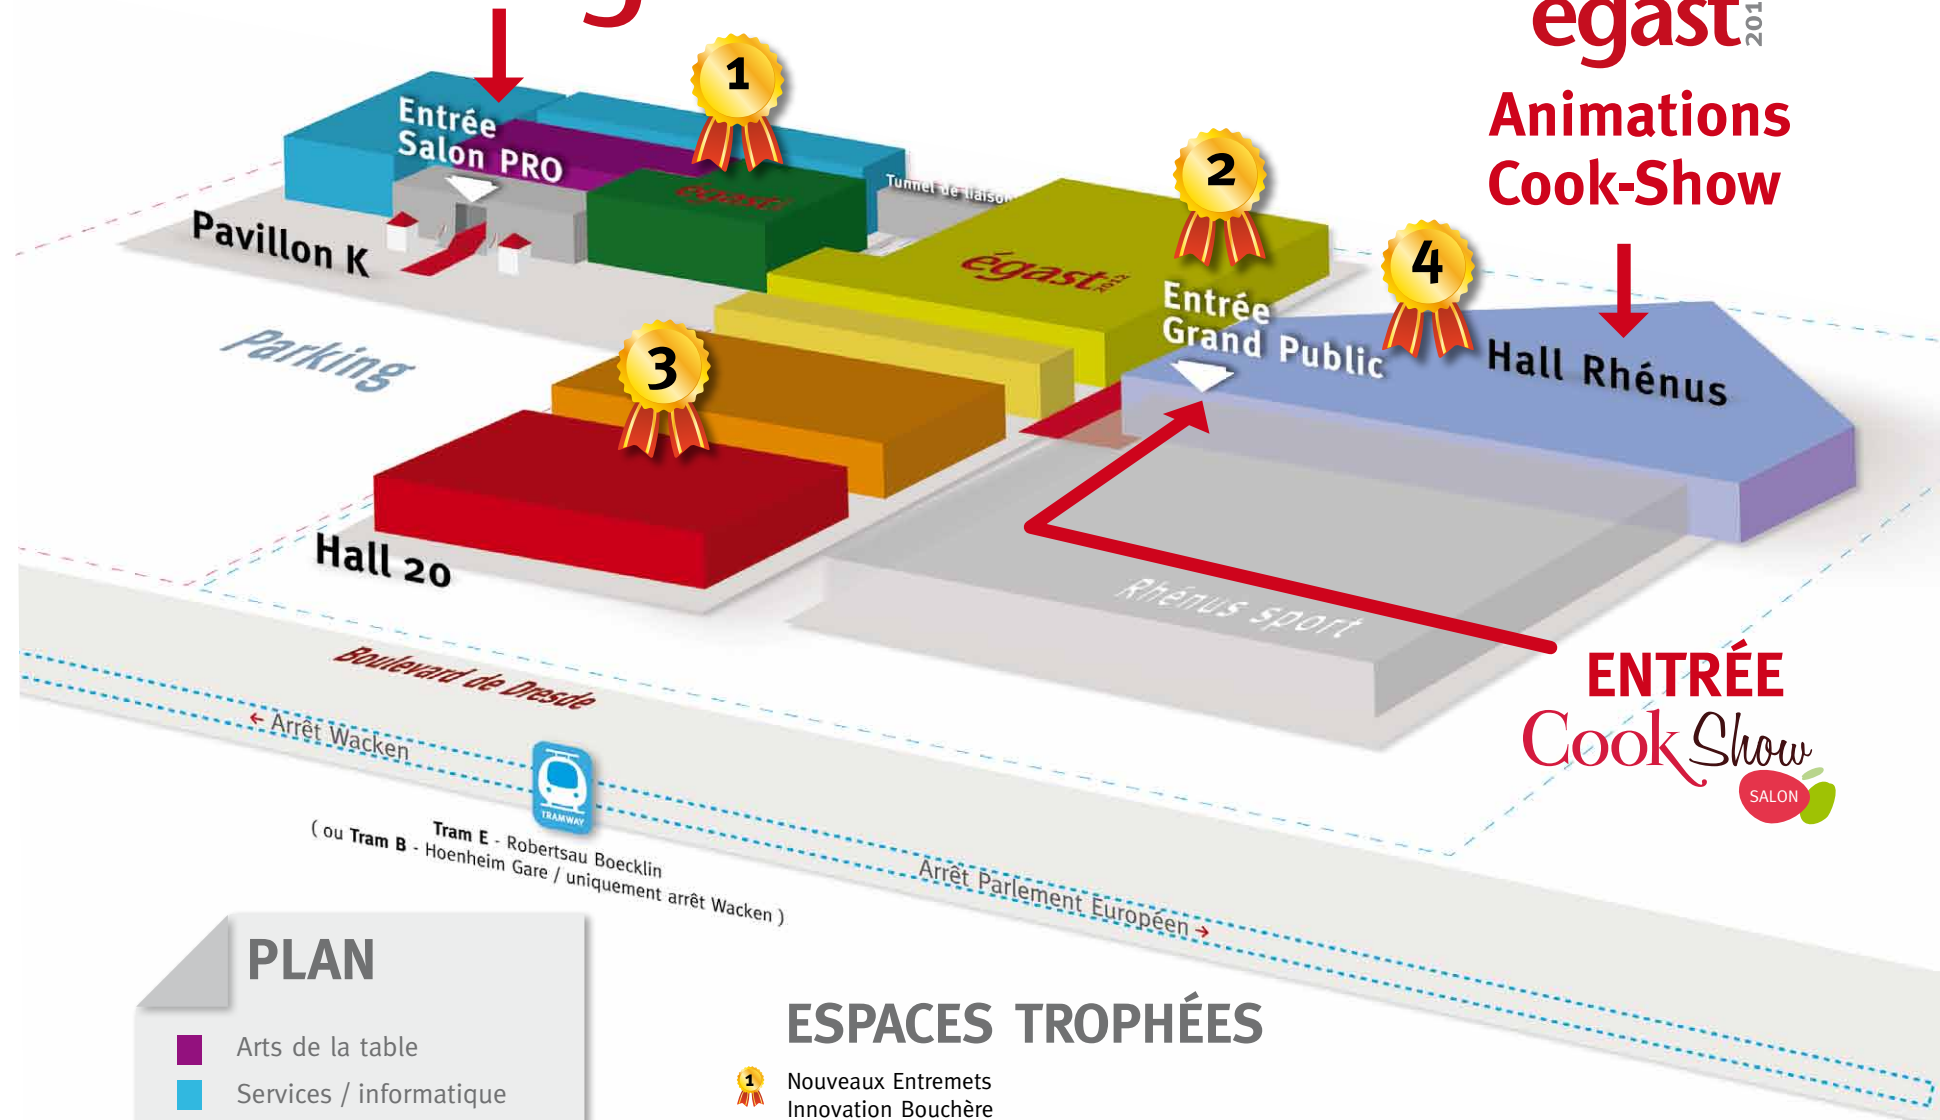 égast
201
Animations
Cook-Show
1
Entrée
Salon PRO
égast
Tunnel de liaison
2
Pavillon K
égast 2012
4
Entrée
Grand Public
Hall Rhénus
Parking
3
Hall 20
Rhénus sport
ENTRÉE
Cook Show
SALON
Boulevard de Dresde
← Arrêt Wacken
TRAMWAY
Tram E - Robertsau Boecklin
( ou Tram B - Hoenheim Gare / uniquement arrêt Wacken )
Arrêt Parlement Européen →
PLAN
Arts de la table
Services / informatique
ESPACES TROPHÉES
1 Nouveaux Entremets
Innovation Bouchère